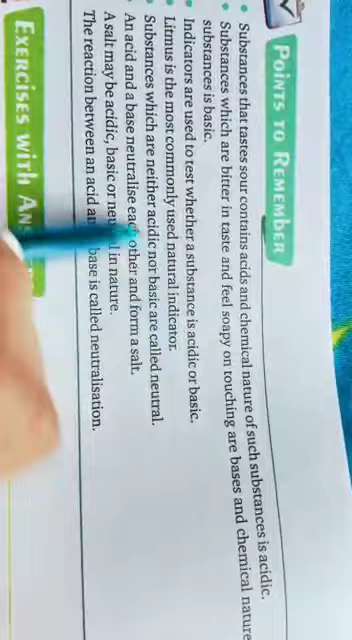 POINTS TO REMEMBER
Substances that tastes sour contains acids and chemical nature of such substances is acidic.
Substances which are bitter in taste and feel soapy on touching are bases and chemical nature
substances is basic.
Indicators are used to test whether a substance is acidic or basic.
Litmus is the most commonly used natural indicator.
Substances which are neither acidic nor basic are called neutral.
An acid and a base neutralise each other and form a salt.
A salt may be acidic, basic or in nature.
The reaction between an acid base is called neutralisation.
EXERCISES WITH